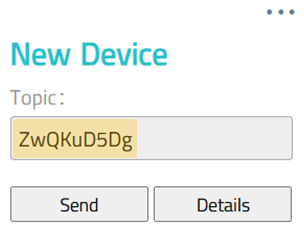 New Device
Topic:
ZwQKuD5Dg
Send
Details